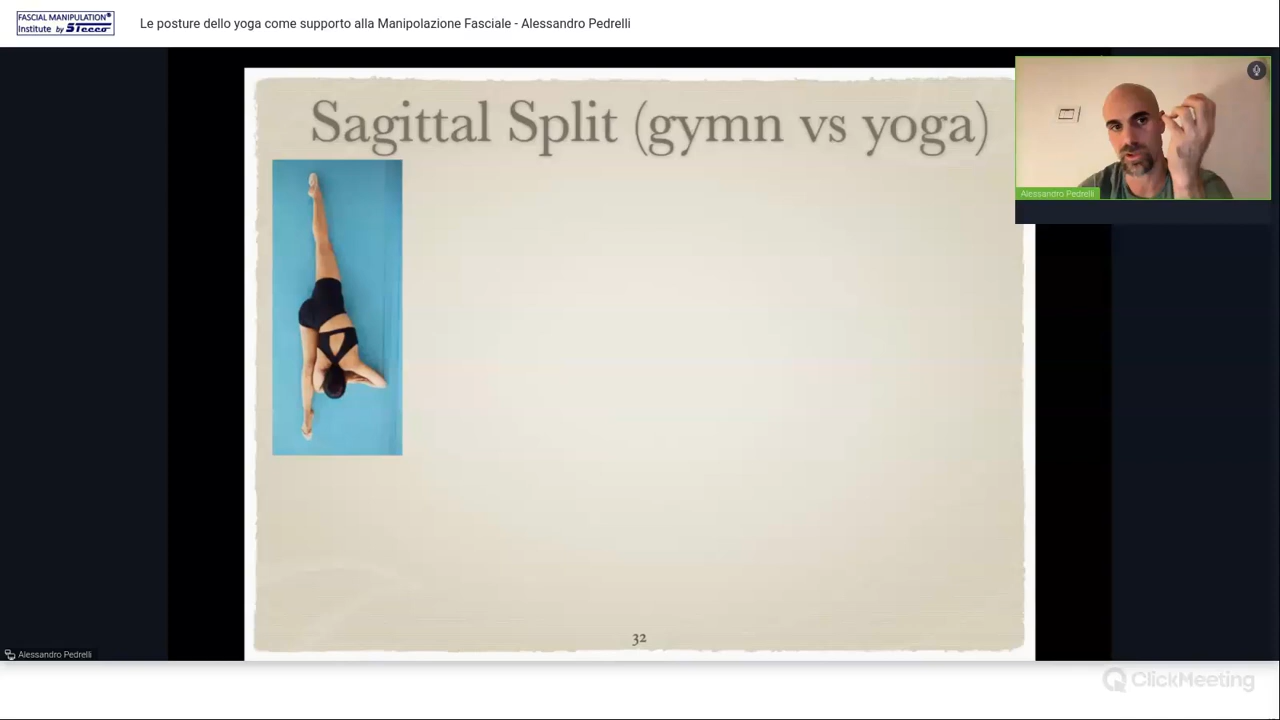 FASCIAL MANIPULATION®
Institute by Stecco
Le posture dello yoga come supporto alla Manipolazione Fasciale - Alessandro Pedrelli
Sagittal Split (gymn vs yoga)
Alessandro Pedrelli
32
Alessandro Pedrelli
ClickMeeting